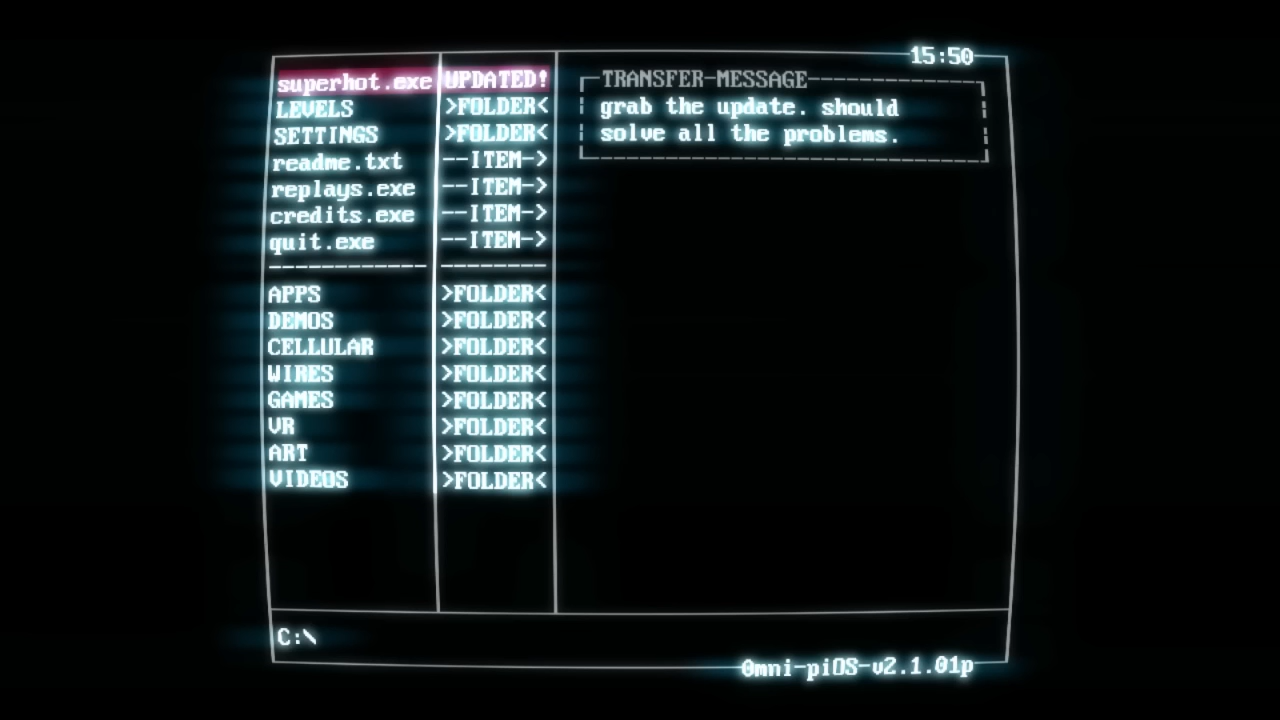 15:50
superhot.exe UPDATED!
LEVELS >FOLDER<
SETTINGS >FOLDER<
readme.txt --ITEM->
replays.exe --ITEM->
credits.exe --ITEM->
quit.exe --ITEM->
------------ --------
APPS >FOLDER<
DEMOS >FOLDER<
CELLULAR >FOLDER<
WIRES >FOLDER<
GAMES >FOLDER<
VR >FOLDER<
ART >FOLDER<
VIDEOS >FOLDER<
TRANSFER-MESSAGE
grab the update. should
solve all the problems.
C:\
0mni-piOS-v2.1.01p